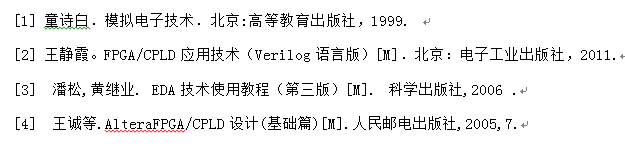 [1] 童诗白. 模拟电子技术. 北京:高等教育出版社，1999.
[2] 王静霞。FPGA/CPLD 应用技术（Verilog 语言版）[M]. 北京：电子工业出版社，2011.
[3]  潘松,黄继业. EDA 技术使用教程（第三版）[M].  科学出版社,2006 .
[4]  王诚等.AlteraFPGA/CPLD 设计(基础篇)[M].人民邮电出版社,2005,7.